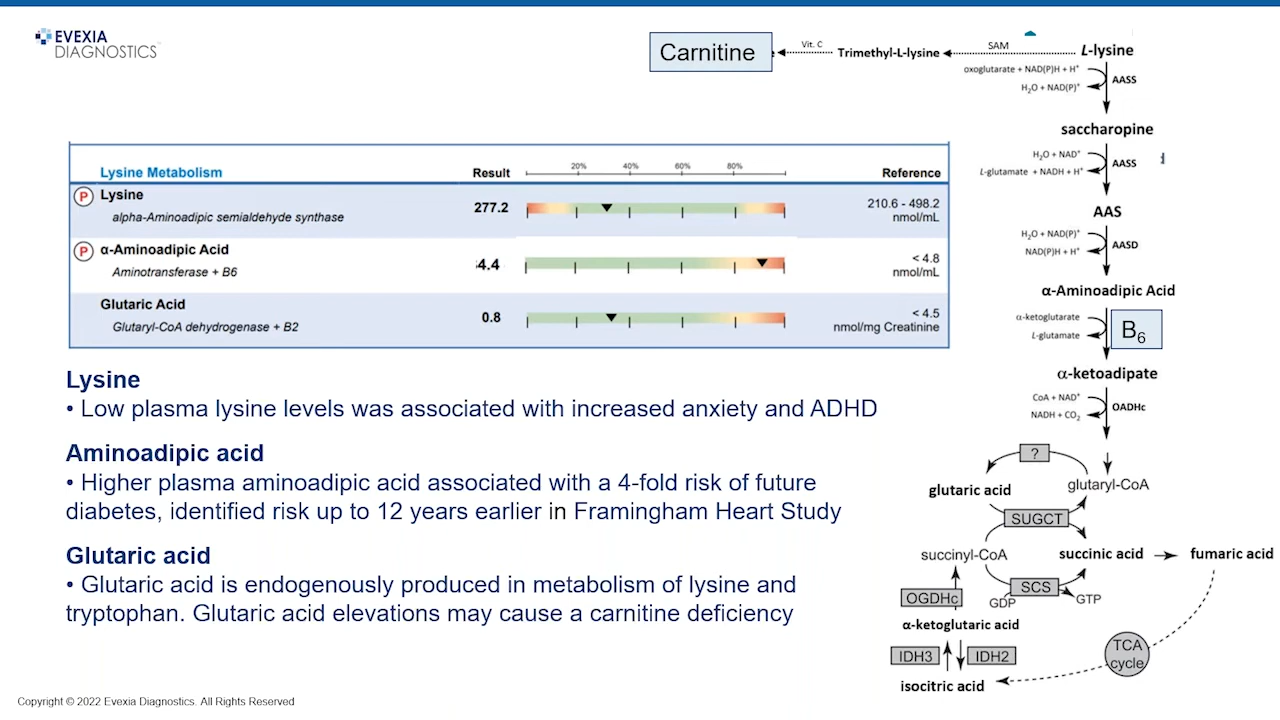 EVEXIA
DIAGNOSTICS
Carnitine
Vit. C
Trimethyl-L-lysine
SAM
L-lysine
oxoglutarate + NAD(P)H + H⁺
AASS
H₂O + NAD(P)⁺
saccharopine
H₂O + NAD⁺
AASS
L-glutamate + NADH + H⁺
AAS
H₂O + NAD(P)⁺
AASD
NAD(P)H + H⁺
α-Aminoadipic Acid
α-ketoglutarate
B₆
L-glutamate
α-ketoadipate
CoA + NAD⁺
OADHc
NADH + CO₂
?
glutaric acid
glutaryl-CoA
SUGCT
succinyl-CoA
succinic acid
fumaric acid
SCS
OGDHc
GDP
GTP
α-ketoglutaric acid
IDH3
IDH2
TCA
cycle
isocitric acid
Lysine Metabolism
Result
20%
40%
60%
80%
Reference
P
Lysine
alpha-Aminoadipic semialdehyde synthase
277.2
210.6 - 498.2
nmol/mL
P
α-Aminoadipic Acid
Aminotransferase + B6
4.4
< 4.8
nmol/mL
Glutaric Acid
Glutaryl-CoA dehydrogenase + B2
0.8
< 4.5
nmol/mg Creatinine
Lysine
• Low plasma lysine levels was associated with increased anxiety and ADHD
Aminoadipic acid
• Higher plasma aminoadipic acid associated with a 4-fold risk of future
diabetes, identified risk up to 12 years earlier in Framingham Heart Study
Glutaric acid
• Glutaric acid is endogenously produced in metabolism of lysine and
tryptophan. Glutaric acid elevations may cause a carnitine deficiency
Copyright © 2022 Evexia Diagnostics. All Rights Reserved